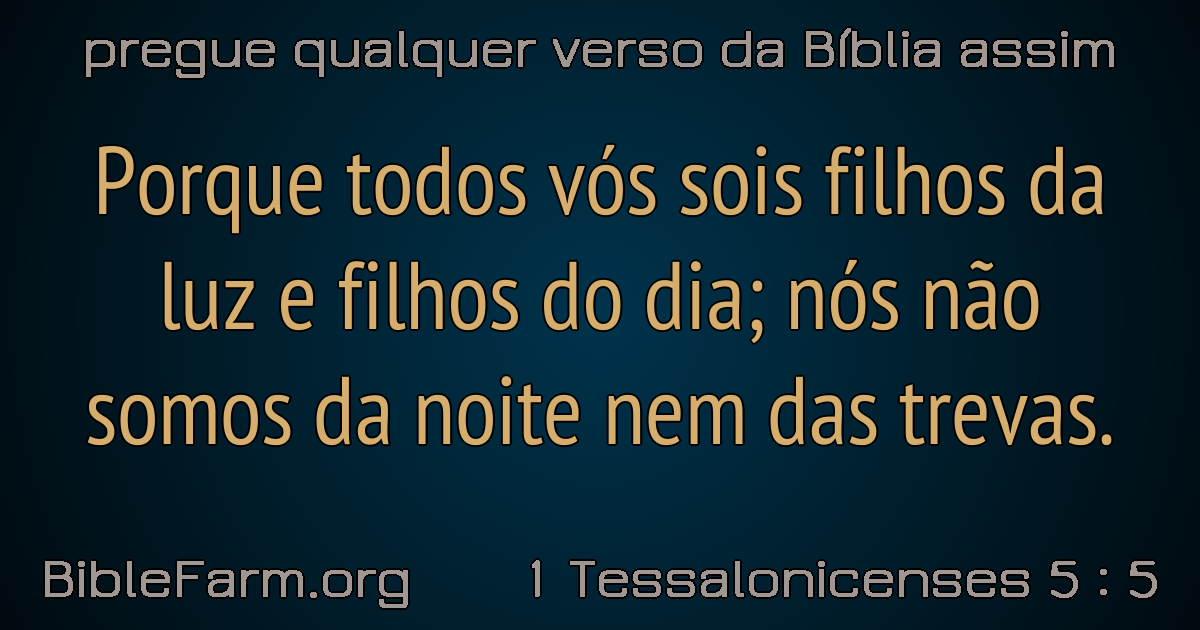 pregue qualquer verso da Bíblia assim
Porque todos vós sois filhos da
luz e filhos do dia; nós não
somos da noite nem das trevas.
BibleFarm.org 1 Tessalonicenses 5 : 5